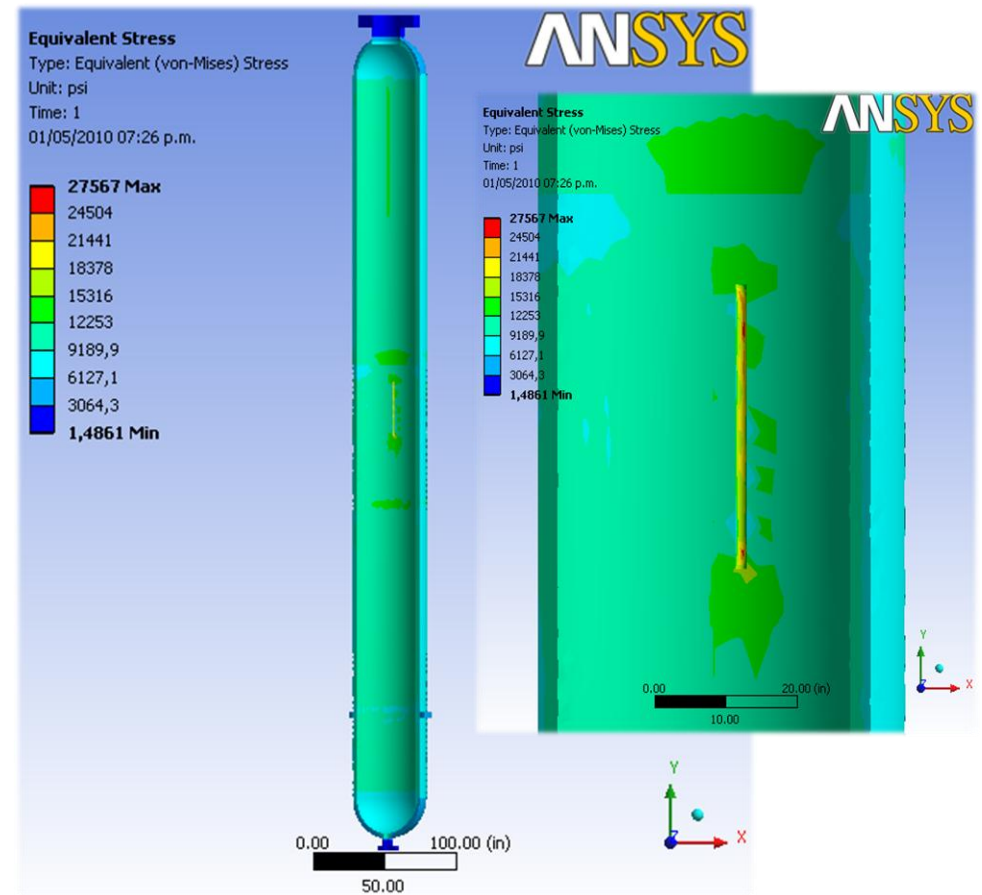 ANSYS
Equivalent Stress
Type: Equivalent (von-Mises) Stress
Unit: psi
Time: 1
01/05/2010 07:26 p.m.
27567 Max
24504
21441
18378
15316
12253
9189,9
6127,1
3064,3
1,4861 Min
0.00
100.00 (in)
50.00
Y
Z
X
ANSYS
Equivalent Stress
Type: Equivalent (von-Mises) Stress
Unit: psi
Time: 1
01/05/2010 07:26 p.m.
27567 Max
24504
21441
18378
15316
12253
9189,9
6127,1
3064,3
1,4861 Min
0.00
20.00 (in)
10.00
Y
Z
X